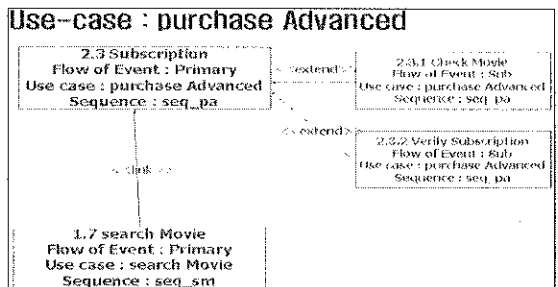 Use-case : purchase Advanced
2.3 Subscription
Flow of Event : Primary
Use case : purchase Advanced
Sequence : seq_pa
<<extend>>
2.3.1 Check Movie
Flow of Event : Sub
Use case : purchase Advanced
Sequence : seq_pa
<<extend>>
2.3.2 Verify Subscription
Flow of Event : Sub
Use case : purchase Advanced
Sequence : seq_pa
<<link>>
1.7 search Movie
Flow of Event : Primary
Use case : search Movie
Sequence : seq_sm